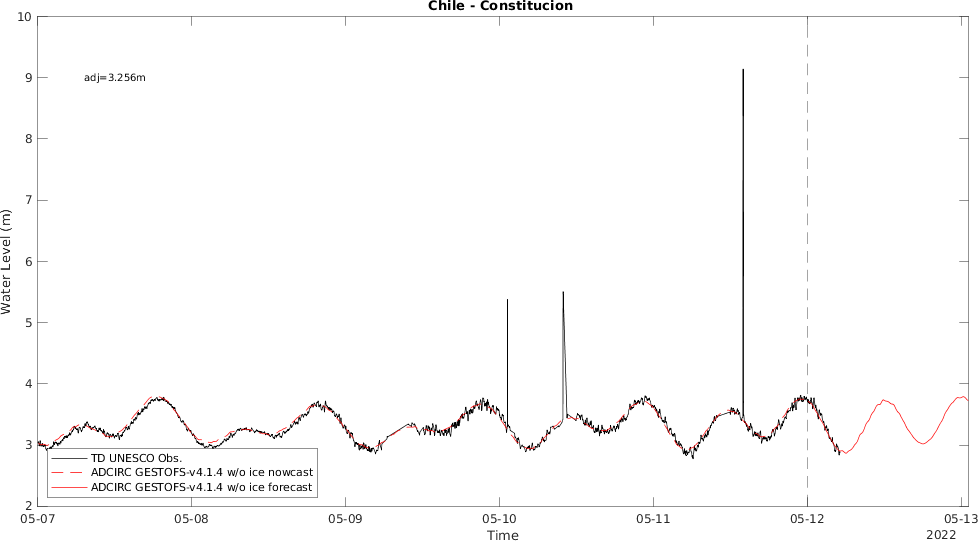 Chile - Constitucion
10
9
8
7
6
5
4
3
2
adj=3.256m
Water Level (m)
TD UNESCO Obs.
ADCIRC GESTOFS-v4.1.4 w/o ice nowcast
ADCIRC GESTOFS-v4.1.4 w/o ice forecast
05-07 05-08 05-09 05-10 05-11 05-12 05-13
Time
2022